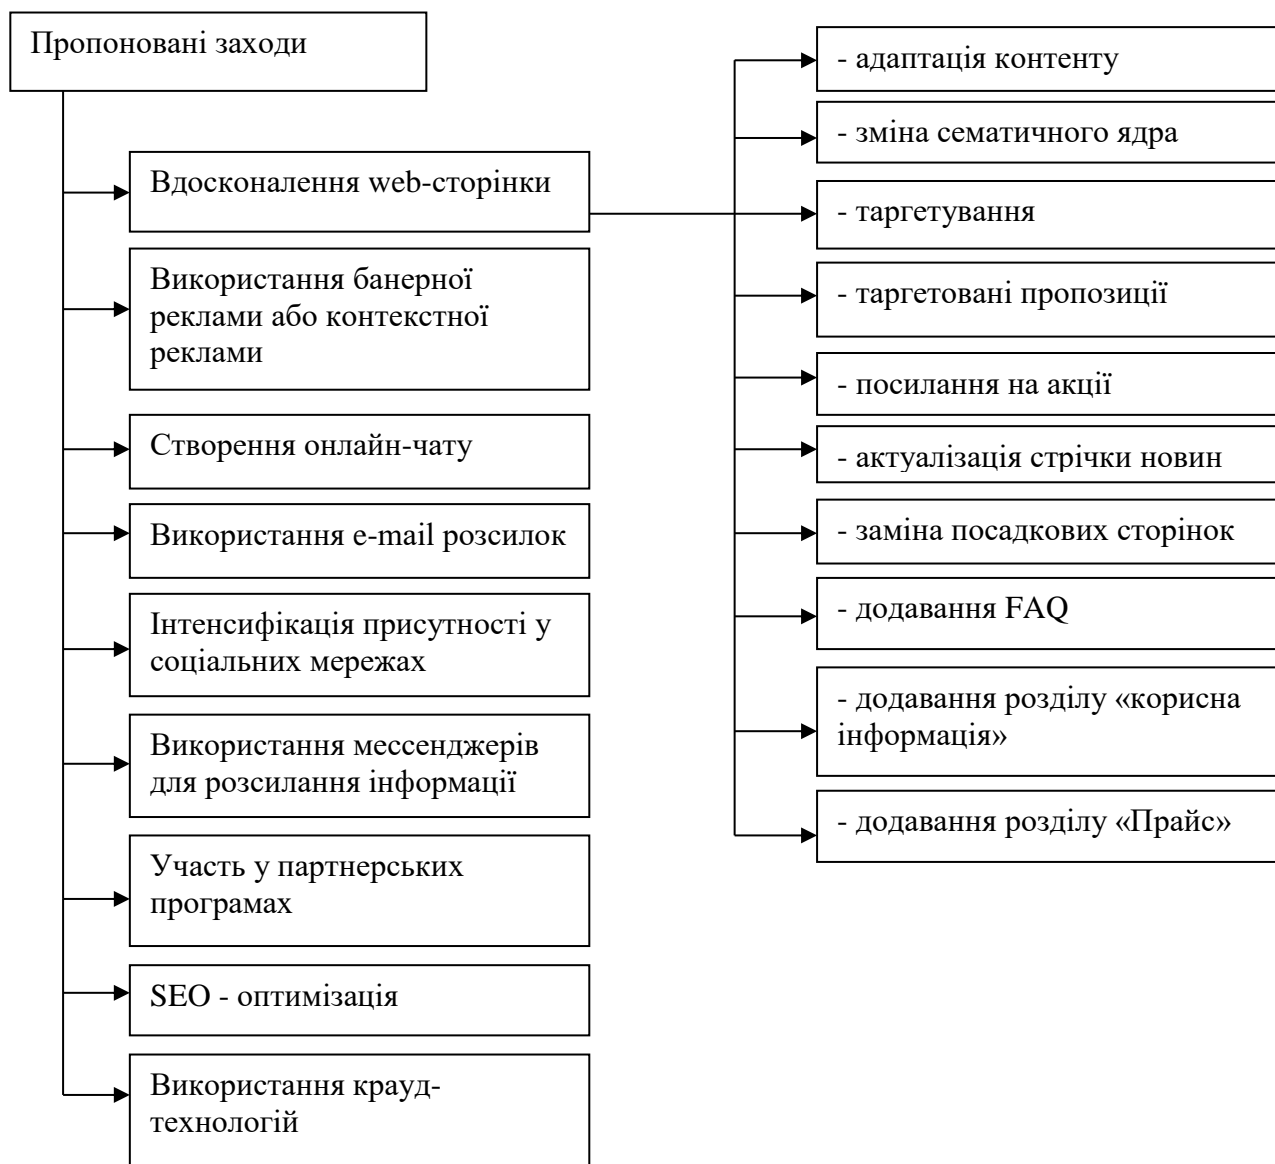 Пропоновані заходи
Вдосконалення web-сторінки
Використання банерної
реклами або контекстної
реклами
Створення онлайн-чату
Використання e-mail розсилок
Інтенсифікація присутності у
соціальних мережах
Використання мессенджерів
для розсилання інформації
Участь у партнерських
програмах
SEO - оптимізація
Використання крауд-
технологій
- адаптація контенту
- зміна сематичного ядра
- таргетування
- таргетовані пропозиції
- посилання на акції
- актуалізація стрічки новин
- заміна посадкових сторінок
- додавання FAQ
- додавання розділу «корисна
інформація»
- додавання розділу «Прайс»